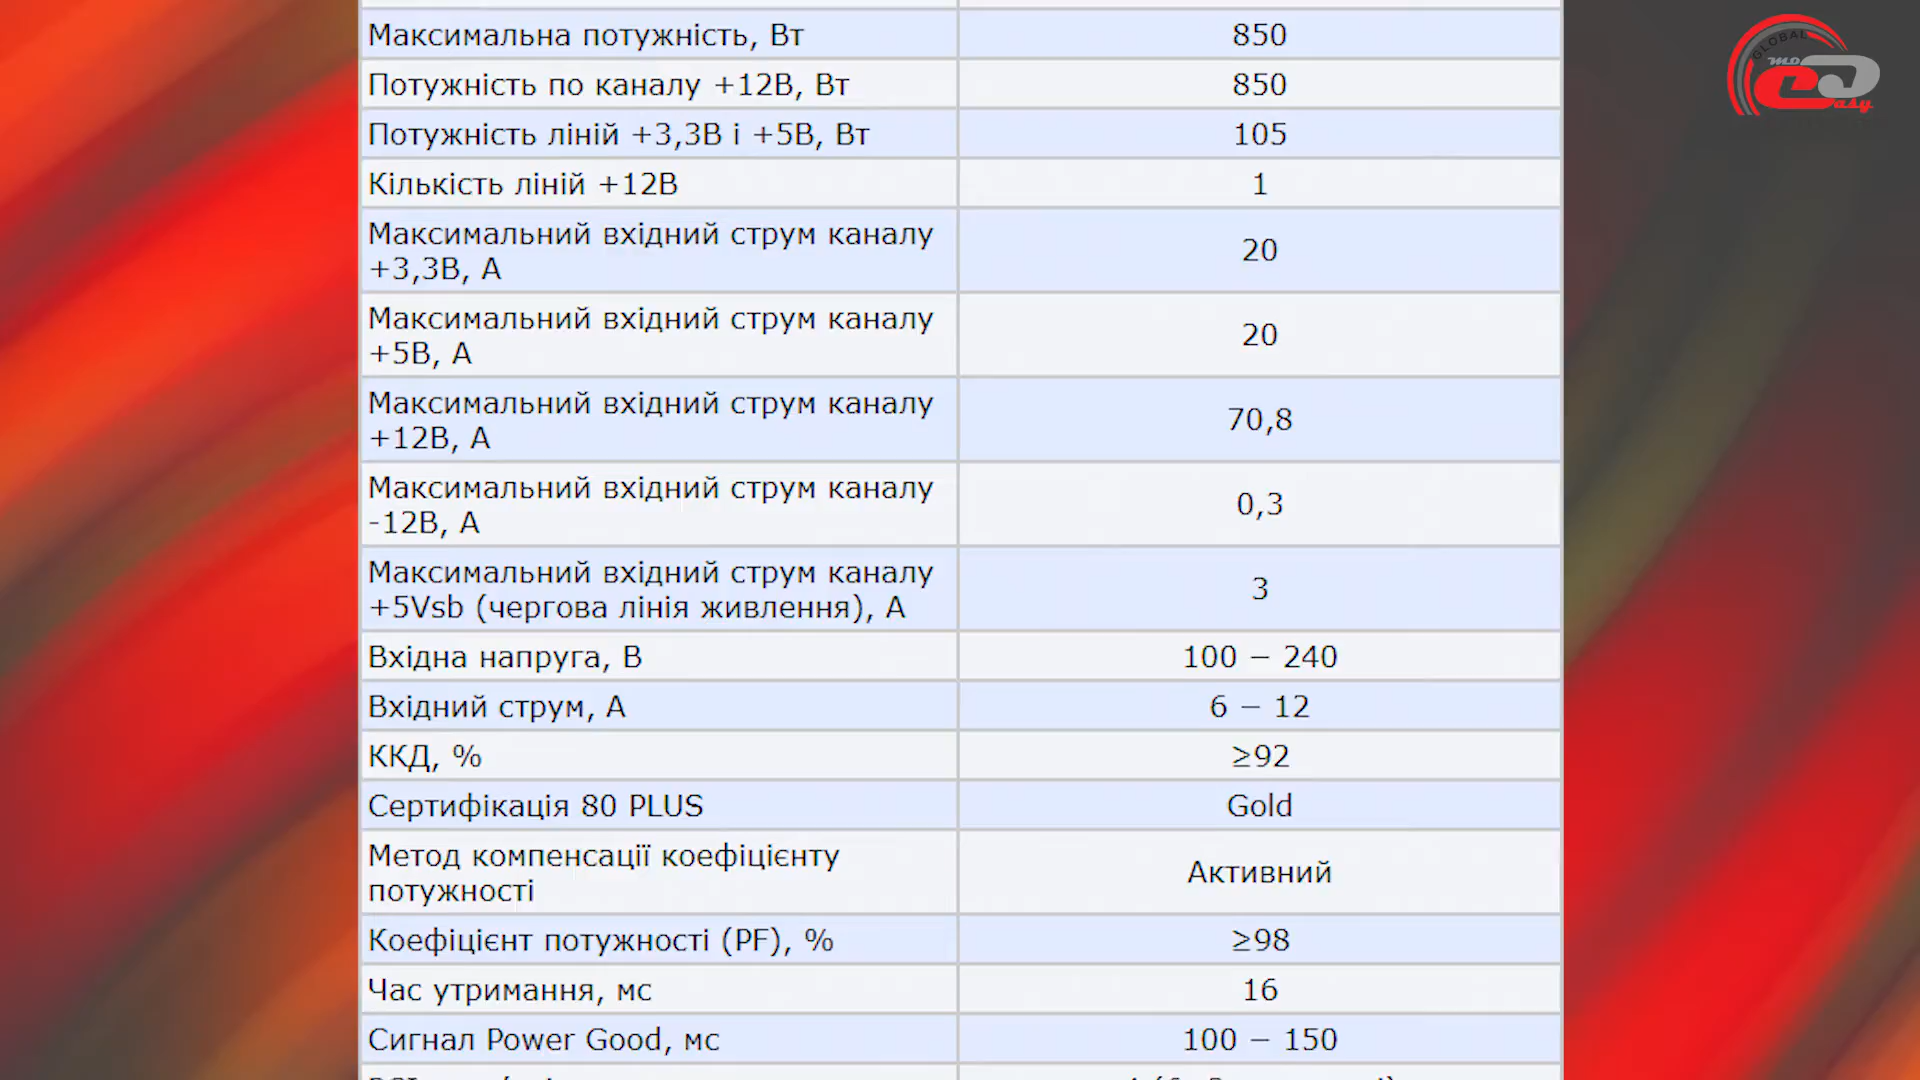 GLOBAL
Easy
Максимальна потужність, Вт 850
Потужність по каналу +12В, Вт 850
Потужність ліній +3,3В і +5В, Вт 105
Кількість ліній +12В 1
Максимальний вхідний струм каналу
+3,3В, А 20
Максимальний вхідний струм каналу
+5В, А 20
Максимальний вхідний струм каналу
+12В, А 70,8
Максимальний вхідний струм каналу
-12В, А 0,3
Максимальний вхідний струм каналу
+5Vsb (чергова лінія живлення), А 3
Вхідна напруга, В 100 – 240
Вхідний струм, А 6 – 12
ККД, % ≥92
Сертифікація 80 PLUS Gold
Метод компенсації коефіцієнту
потужності Активний
Коефіцієнт потужності (PF), % ≥98
Час утримання, мс 16
Сигнал Power Good, мс 100 – 150